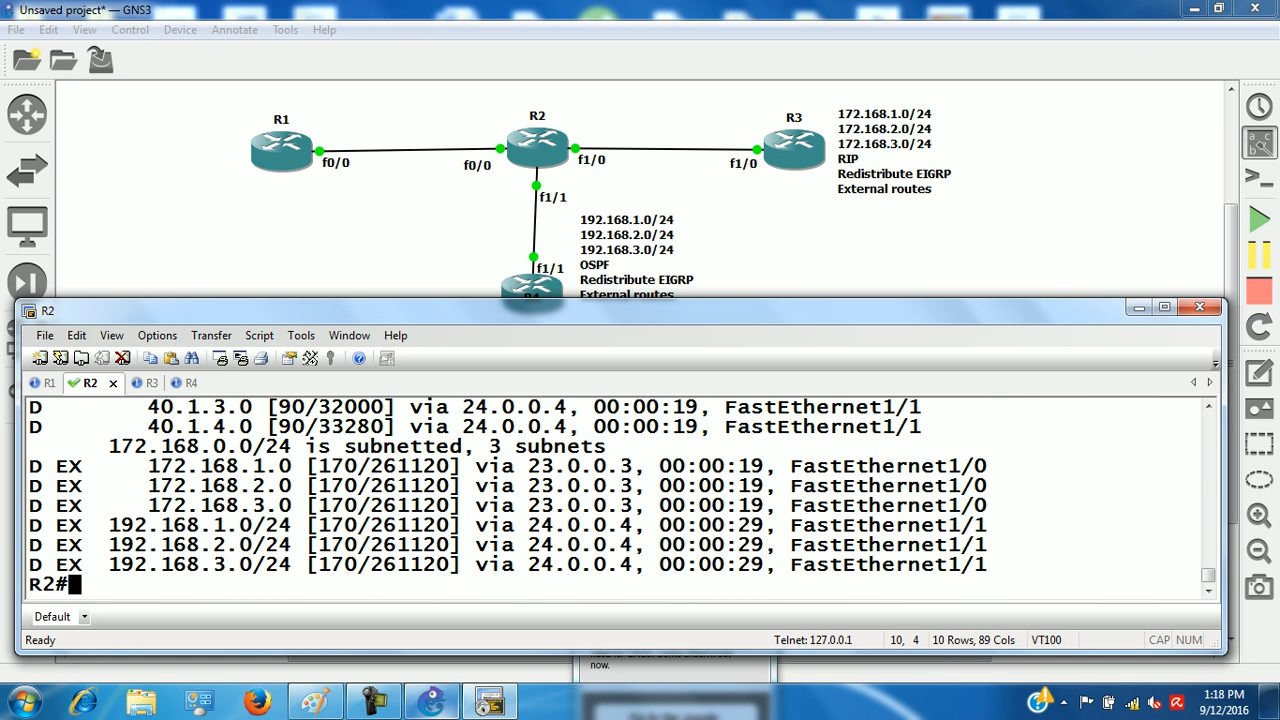 Unsaved project* — GNS3
File Edit View Control Device Annotate Tools Help
R1
R2
R3
f0/0
f0/0
f1/0
f1/0
f1/1
f1/1
172.168.1.0/24
172.168.2.0/24
172.168.3.0/24
RIP
Redistribute EIGRP
External routes
192.168.1.0/24
192.168.2.0/24
192.168.3.0/24
OSPF
Redistribute EIGRP
External routes
R2
File Edit View Options Transfer Script Tools Window Help
R1 R2 R3 R4
D 40.1.3.0 [90/32000] via 24.0.0.4, 00:00:19, FastEthernet1/1
D 40.1.4.0 [90/33280] via 24.0.0.4, 00:00:19, FastEthernet1/1
172.168.0.0/24 is subnetted, 3 subnets
D EX 172.168.1.0 [170/261120] via 23.0.0.3, 00:00:19, FastEthernet1/0
D EX 172.168.2.0 [170/261120] via 23.0.0.3, 00:00:19, FastEthernet1/0
D EX 172.168.3.0 [170/261120] via 23.0.0.3, 00:00:19, FastEthernet1/0
D EX 192.168.1.0/24 [170/261120] via 24.0.0.4, 00:00:29, FastEthernet1/1
D EX 192.168.2.0/24 [170/261120] via 24.0.0.4, 00:00:29, FastEthernet1/1
D EX 192.168.3.0/24 [170/261120] via 24.0.0.4, 00:00:29, FastEthernet1/1
R2#
Default
Ready Telnet: 127.0.0.1 10, 4 10 Rows, 89 Cols VT100 CAP NUM
now.
1:18 PM
9/12/2016